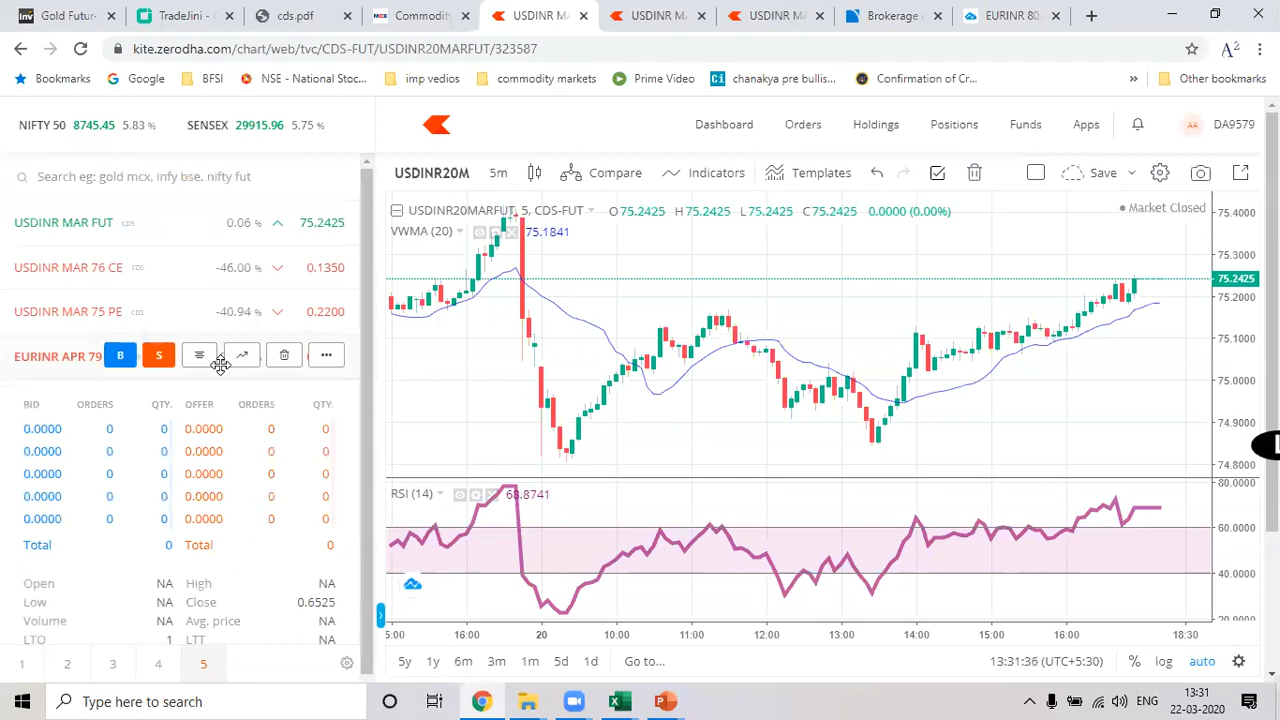 Gold Futur
TradeJini - C
cds.pdf
Commodity
USDINR MA
USDINR MA
USDINR MA
Brokerage c
EURINR 80.
kite.zerodha.com/chart/web/tvc/CDS-FUT/USDINR20MARFUT/323587
Bookmarks
Google
BFSI
NSE - National Stoc...
imp vedios
commodity markets
Prime Video
chanakya pre bullis...
Confirmation of Cr...
»
Other bookmarks
NIFTY 50 8745.45 5.83 %
SENSEX 29915.96 5.75 %
Dashboard
Orders
Holdings
Positions
Funds
Apps
AA
DA9579
Search eg: gold mcx, infy bse, nifty fut
USDINR20M
5m
Compare
Indicators
Templates
Save
USDINR MAR FUT CDS 0.06 % 75.2425
USDINR MAR 76 CE CDS -46.00 % 0.1350
USDINR MAR 75 PE CDS -40.94 % 0.2200
EURINR APR 79
B
S
BID ORDERS QTY. OFFER ORDERS QTY.
0.0000 0 0 0.0000 0 0
0.0000 0 0 0.0000 0 0
0.0000 0 0 0.0000 0 0
0.0000 0 0 0.0000 0 0
0.0000 0 0 0.0000 0 0
Total 0 Total 0
Open NA High NA
Low NA Close 0.6525
Volume NA Avg. price NA
LTQ 1 LTT NA
1 2 3 4 5
USDINR20MARFUT, 5, CDS-FUT
O 75.2425 H 75.2425 L 75.2425 C 75.2425 0.0000 (0.00%)
Market Closed
VWMA (20)
75.1841
75.4000
75.3000
75.2425
75.2000
75.1000
75.0000
74.9000
74.8000
RSI (14)
68.8741
80.0000
60.0000
40.0000
20.0000
5:00 16:00 20 10:00 11:00 12:00 13:00 14:00 15:00 16:00 18:30
5y 1y 6m 3m 1m 5d 1d Go to...
13:31:36 (UTC+5:30)
% log auto
Type here to search
ENG
13:31
22-03-2020